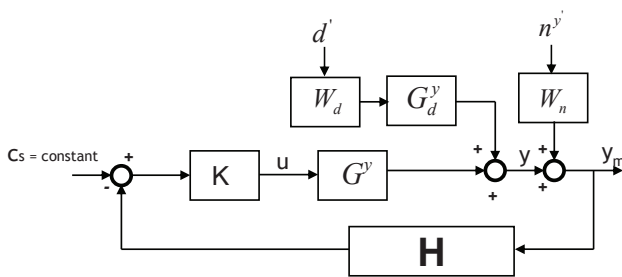 d'
n^{y'}
W_d
G_d^y
W_n
Cs = constant
+
-
K
u
G^y
+
+
y
+
+
y_m
H